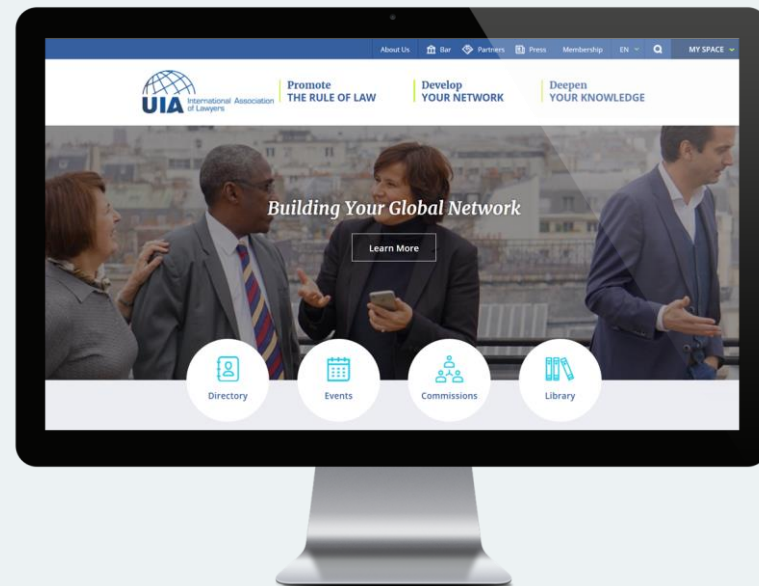 About Us Bar Partners Press Membership EN MY SPACE
UIA International Association
of Lawyers
Promote
THE RULE OF LAW
Develop
YOUR NETWORK
Deepen
YOUR KNOWLEDGE
Building Your Global Network
Learn More
Directory Events Commissions Library